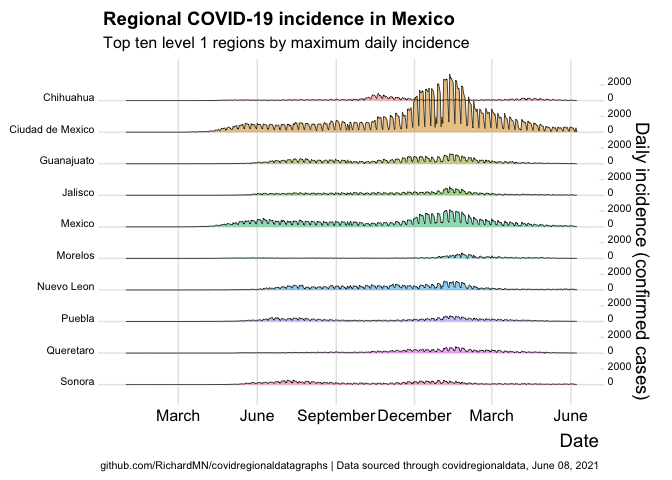 Regional COVID-19 incidence in Mexico
Top ten level 1 regions by maximum daily incidence
Chihuahua
Ciudad de Mexico
Guanajuato
Jalisco
Mexico
Morelos
Nuevo Leon
Puebla
Queretaro
Sonora
2000
0
2000
0
2000
0
2000
0
2000
0
2000
0
2000
0
2000
0
2000
0
2000
0
Daily incidence (confirmed cases)
March June September December March June
Date
github.com/RichardMN/covidregionaldatagraphs | Data sourced through covidregionaldata, June 08, 2021